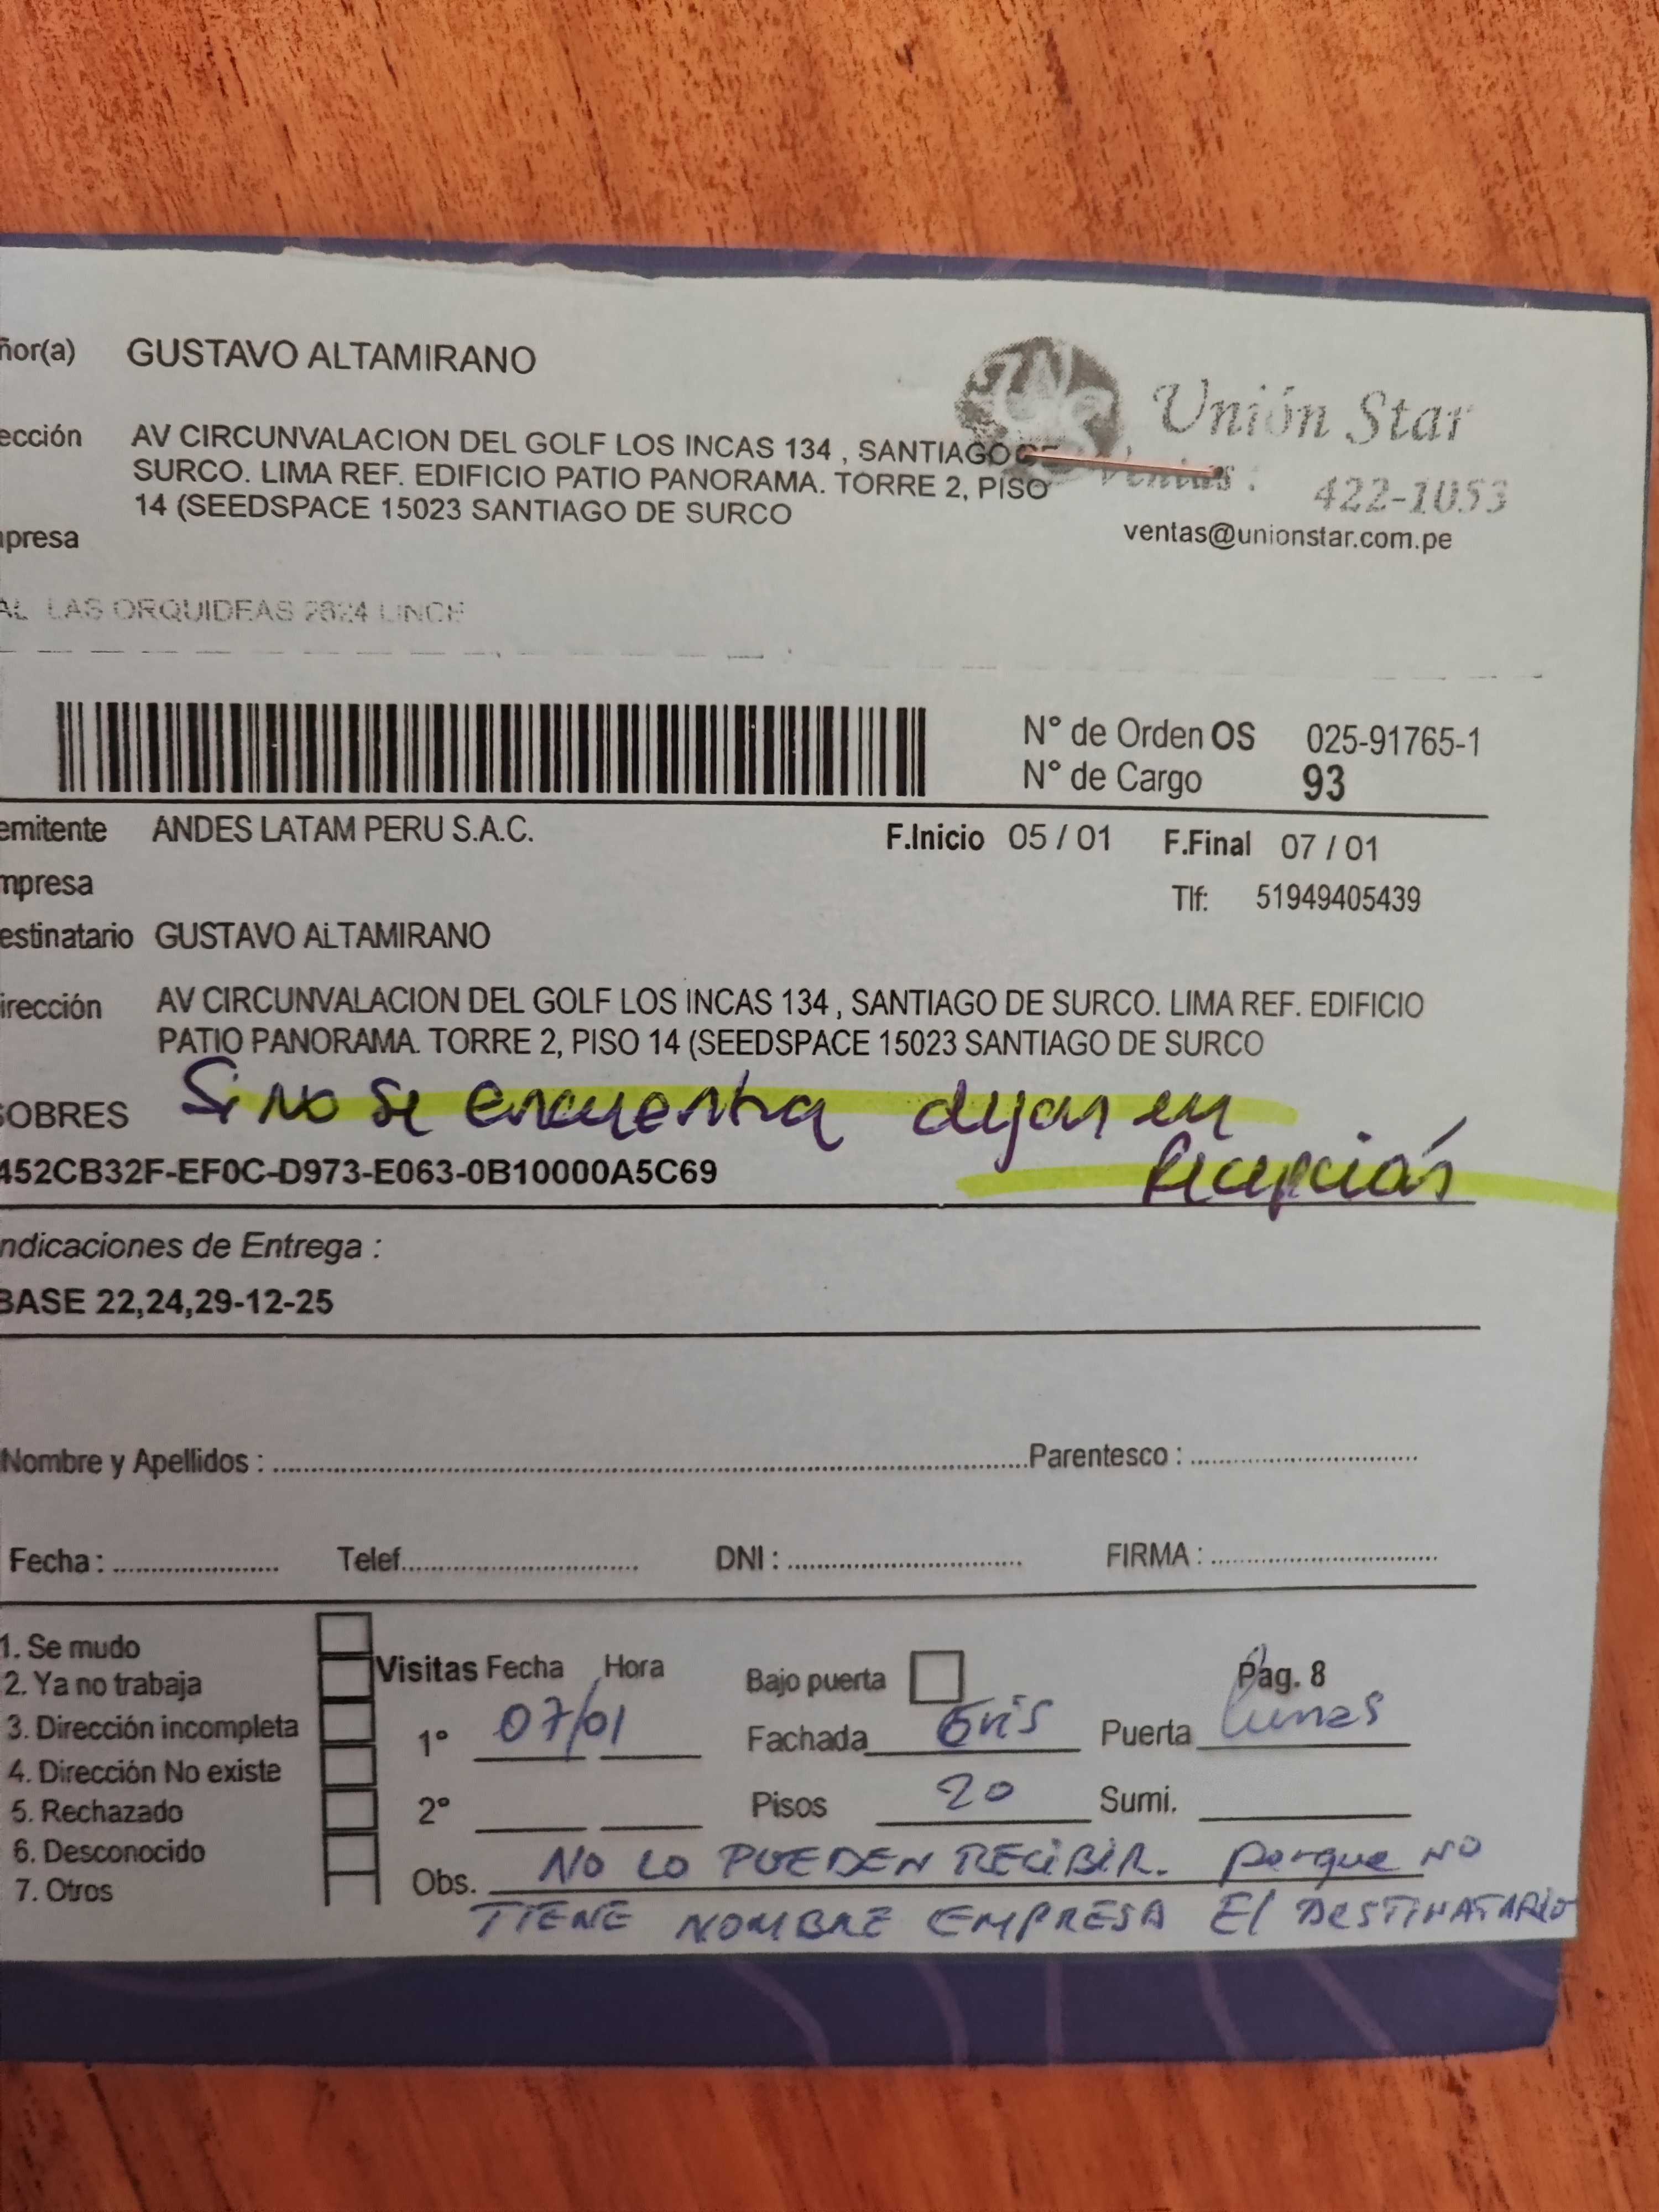 ñor(a) GUSTAVO ALTAMIRANO
Unión Star
ección AV CIRCUNVALACION DEL GOLF LOS INCAS 134 , SANTIAGO DE
SURCO. LIMA REF. EDIFICIO PATIO PANORAMA. TORRE 2, PISO
Ventas : 422-1053
14 (SEEDSPACE 15023 SANTIAGO DE SURCO
ventas@unionstar.com.pe
presa
AL LAS ORQUIDEAS 2624 LINCE
N° de Orden OS 025-91765-1
N° de Cargo 93
emitente ANDES LATAM PERU S.A.C. F.Inicio 05 / 01 F.Final 07 / 01
mpresa
Tlf: 51949405439
estinatario GUSTAVO ALTAMIRANO
irección AV CIRCUNVALACION DEL GOLF LOS INCAS 134 , SANTIAGO DE SURCO. LIMA REF. EDIFICIO
PATIO PANORAMA. TORRE 2, PISO 14 (SEEDSPACE 15023 SANTIAGO DE SURCO
SOBRES Si no se encuentra dejar en
recepción
452CB32F-EF0C-D973-E063-0B10000A5C69
ndicaciones de Entrega :
BASE 22,24,29-12-25
Nombre y Apellidos : Parentesco :
Fecha : Telef. DNI : FIRMA :
1. Se mudo
2. Ya no trabaja
3. Dirección incompleta
4. Dirección No existe
5. Rechazado
6. Desconocido
7. Otros
Visitas Fecha Hora Bajo puerta Pag. 8
1° 07/01 Fachada Gris Puerta lunas
2° Pisos 20 Sumi.
Obs. NO LO PUEDEN RECIBIR. porque NO
TIENE NOMBRE EMPRESA El DESTINATARIO